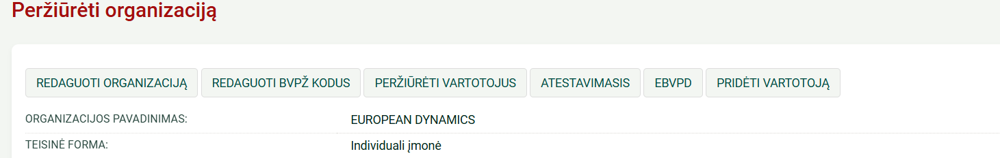 Peržiūrėti organizaciją
REDAGUOTI ORGANIZACIJĄ REDAGUOTI BVPŽ KODUS PERŽIŪRĖTI VARTOTOJUS ATESTAVIMASIS EBVPD PRIDĖTI VARTOTOJĄ
ORGANIZACIJOS PAVADINIMAS: EUROPEAN DYNAMICS
TEISINĖ FORMA: Individuali įmonė